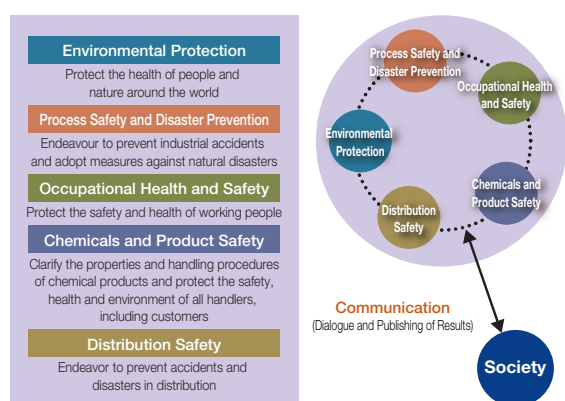 Environmental Protection
Protect the health of people and
nature around the world
Process Safety and Disaster Prevention
Endeavour to prevent industrial accidents
and adopt measures against natural disasters
Occupational Health and Safety
Protect the safety and health of working people
Chemicals and Product Safety
Clarify the properties and handling procedures
of chemical products and protect the safety,
health and environment of all handlers,
including customers
Distribution Safety
Endeavor to prevent accidents and
disasters in distribution
Process Safety and
Disaster Prevention
Occupational Health
and Safety
Environmental
Protection
Chemicals and
Product Safety
Distribution
Safety
Communication
(Dialogue and Publishing of Results)
Society